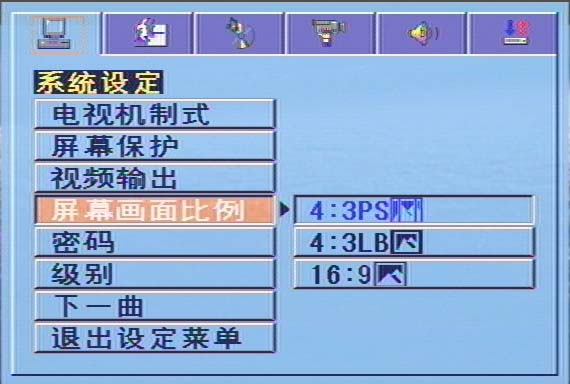 系统设定
电视机制式
屏幕保护
视频输出
屏幕画面比例
4:3PS
密码
4:3LB
级别
16:9
下一曲
退出设定菜单